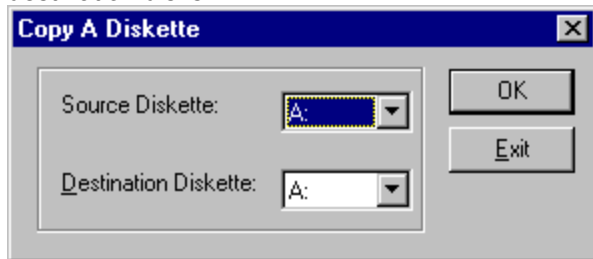 Copy A Diskette
Source Diskette: A:
OK
Exit
Destination Diskette: A: